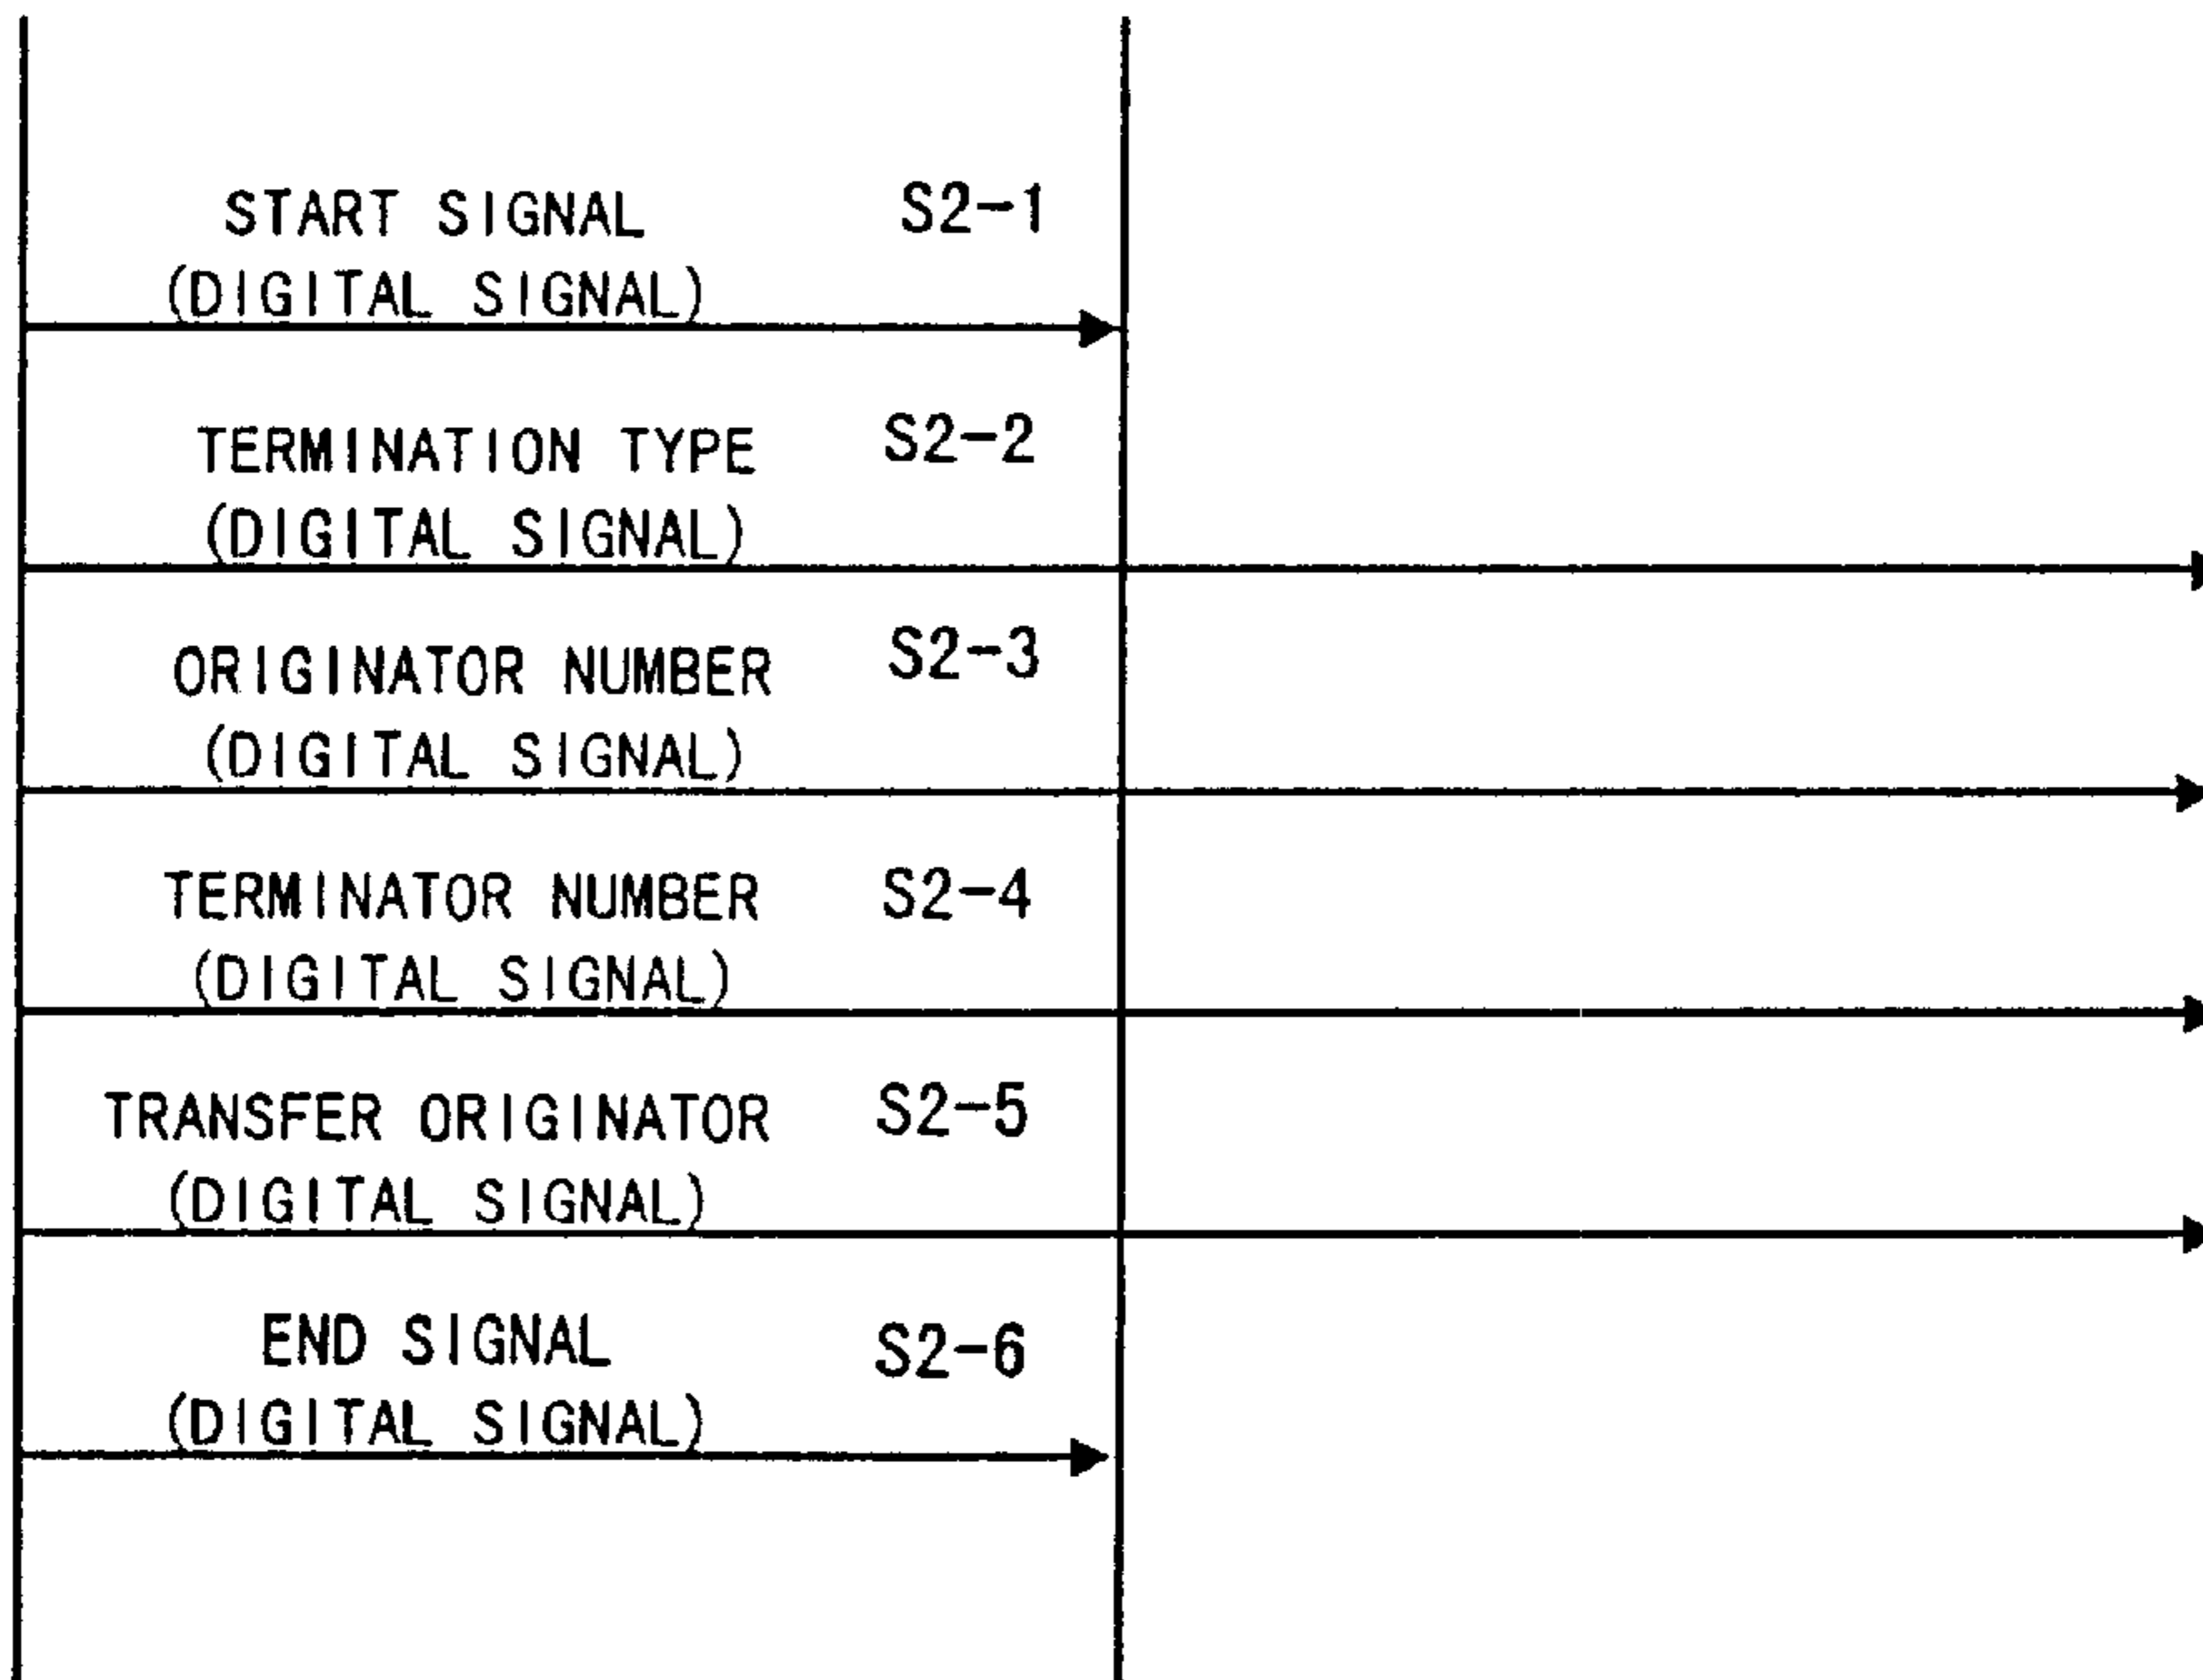 START SIGNAL S2-1
(DIGITAL SIGNAL)
TERMINATION TYPE S2-2
(DIGITAL SIGNAL)
ORIGINATOR NUMBER S2-3
(DIGITAL SIGNAL)
TERMINATOR NUMBER S2-4
(DIGITAL SIGNAL)
TRANSFER ORIGINATOR S2-5
(DIGITAL SIGNAL)
END SIGNAL S2-6
(DIGITAL SIGNAL)